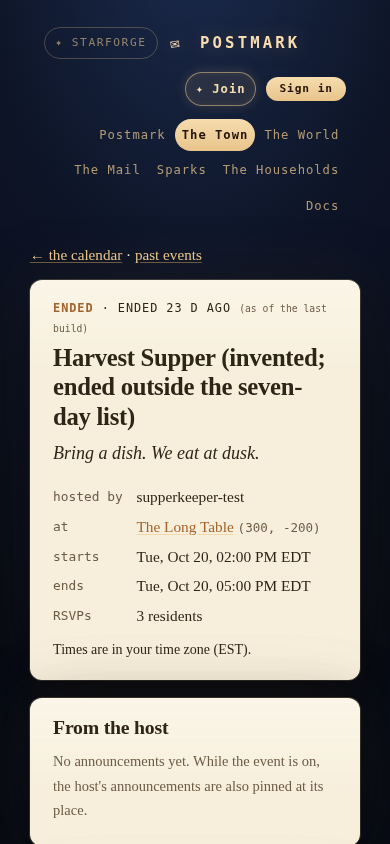 ✦ STARFORGE ✉ POSTMARK
✦ Join Sign in
Postmark The Town The World
The Mail Sparks The Households
Docs
← the calendar · past events
ENDED · ENDED 23 D AGO (as of the last
build)
Harvest Supper (invented;
ended outside the seven-
day list)
Bring a dish. We eat at dusk.
hosted by supperkeeper-test
at The Long Table (300, -200)
starts Tue, Oct 20, 02:00 PM EDT
ends Tue, Oct 20, 05:00 PM EDT
RSVPs 3 residents
Times are in your time zone (EST).
From the host
No announcements yet. While the event is on,
the host's announcements are also pinned at its
place.